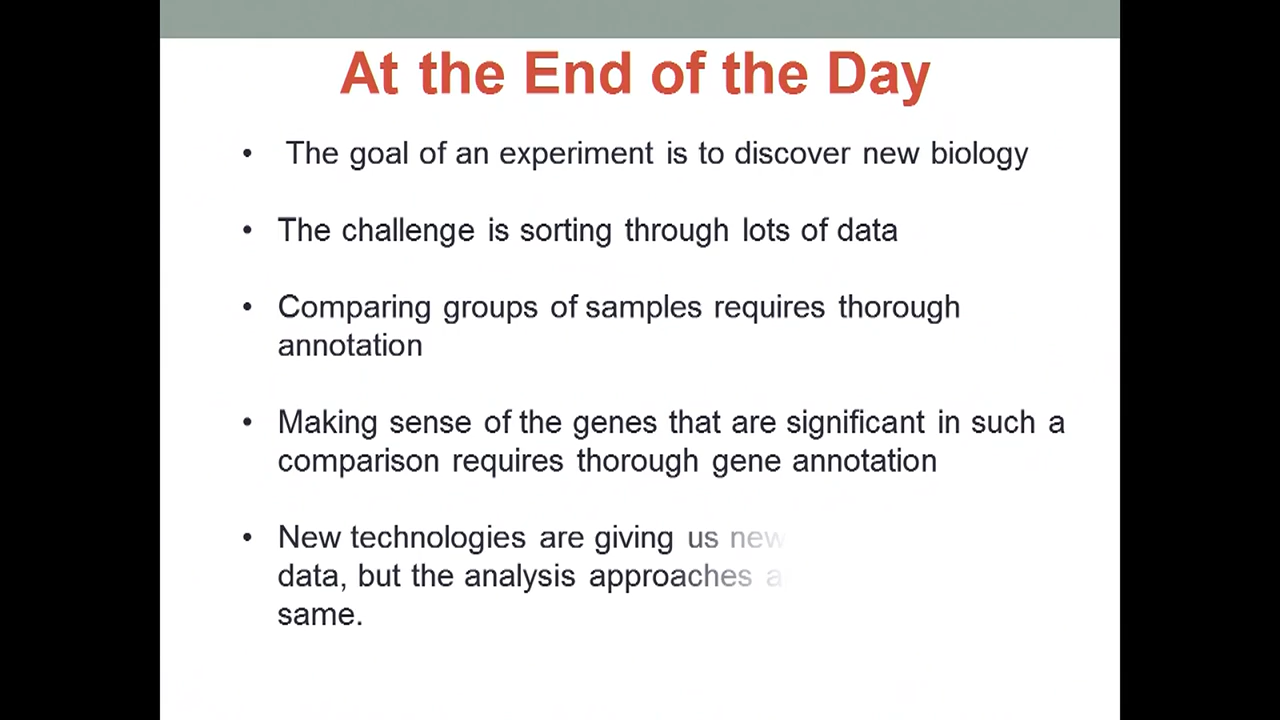 At the End of the Day
• The goal of an experiment is to discover new biology
• The challenge is sorting through lots of data
• Comparing groups of samples requires thorough
annotation
• Making sense of the genes that are significant in such a
comparison requires thorough gene annotation
• New technologies are giving us new
data, but the analysis approaches
same.